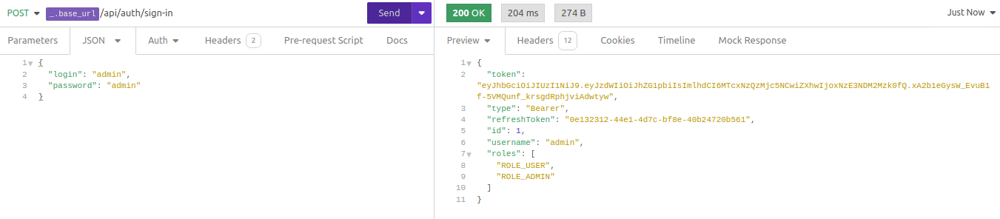 POST _.base_url /api/auth/sign-in Send 200 OK 204 ms 274 B Just Now
Parameters JSON Auth Headers 2 Pre-request Script Docs
1 {
2 "login": "admin",
3 "password": "admin"
4 }
Preview Headers 12 Cookies Timeline Mock Response
1 {
2 "token":
"eyJhbGciOiJIUzI1NiJ9.eyJzdWIiOiJhZG1pbiIsImlhdCI6MTcxNzQzMjc5NCwiZXhwIjoxNzE3NDM2Mzk0fQ.xA2b1eGysW_EvuB1
f-5VMQunf_krsgdRphjviAdwtyw",
3 "type": "Bearer",
4 "refreshToken": "0e132312-44e1-4d7c-bf8e-40b24720b561",
5 "id": 1,
6 "username": "admin",
7 "roles": [
8 "ROLE_USER",
9 "ROLE_ADMIN"
10 ]
11 }